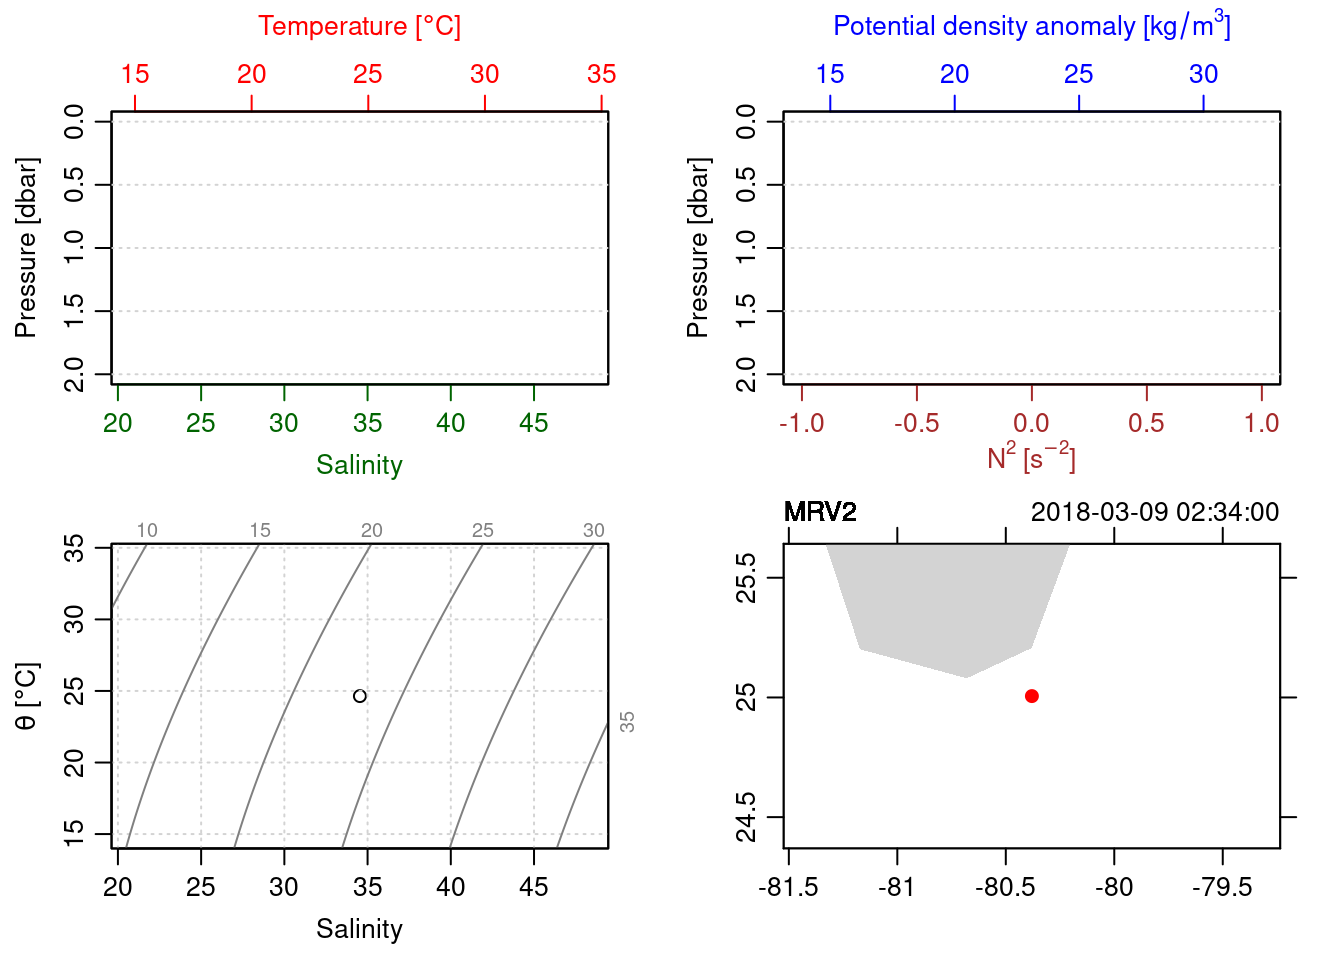 Temperature [°C]
15 20 25 30 35
Pressure [dbar]
0.0 0.5 1.0 1.5 2.0
20 25 30 35 40 45
Salinity
Potential density anomaly [kg/m³]
15 20 25 30
Pressure [dbar]
0.0 0.5 1.0 1.5 2.0
-1.0 -0.5 0.0 0.5 1.0
N² [s⁻²]
10 15 20 25 30
35
θ [°C]
15 20 25 30 35
20 25 30 35 40 45
Salinity
MRV2 2018-03-09 02:34:00
25.5
25
24.5
-81.5 -81 -80.5 -80 -79.5